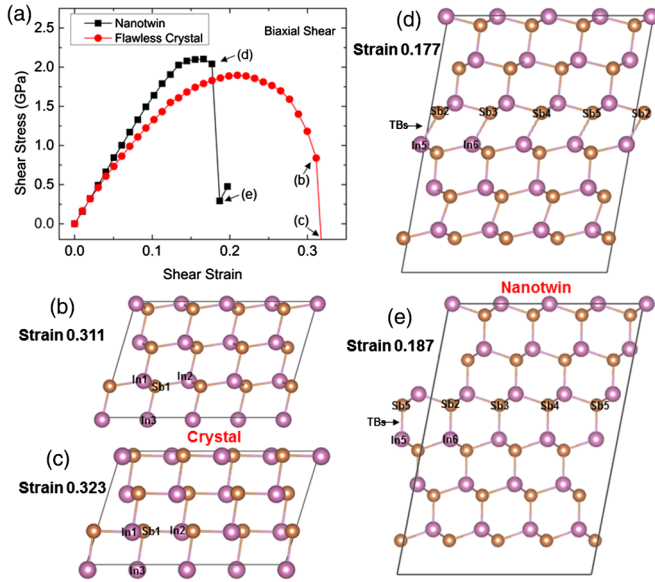 (a)
Nanotwin
Flawless Crystal
Biaxial Shear
(d)
(e)
(b)
(c)
Shear Stress (GPa)
2.5
2.0
1.5
1.0
0.5
0.0
0.0 0.1 0.2 0.3
Shear Strain
(d)
Strain 0.177
Sb2 Sb3 Sb4 Sb5 Sb2
TBs
In5 In6
(b)
Strain 0.311
In1 In2
Sb1
In3
Crystal
(c)
Strain 0.323
In1 Sb1 In2
In3
Nanotwin
(e)
Strain 0.187
Sb5 Sb2 Sb3 Sb4 Sb5
TBs
In5 In6